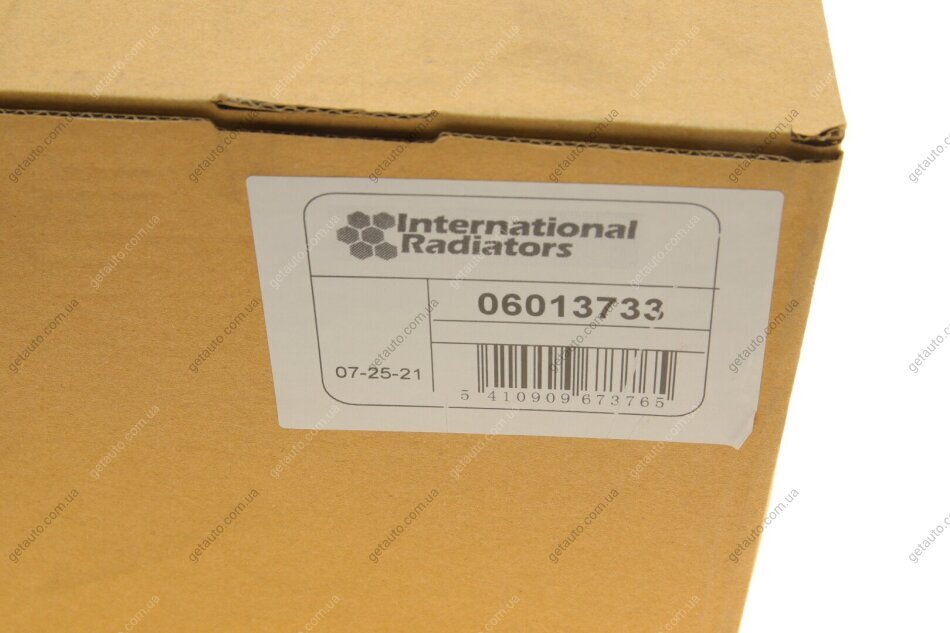 International
Radiators
06013733
07-25-21
5 410909 673765
getauto.com.ua